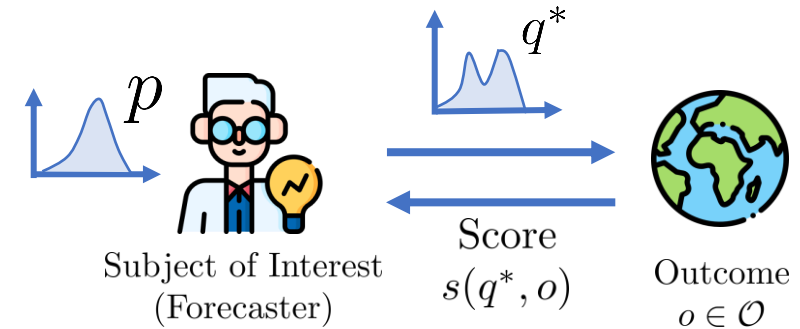 p
q*
Score
s(q*, o)
Subject of Interest
(Forecaster)
Outcome
o ∈ 𝒪